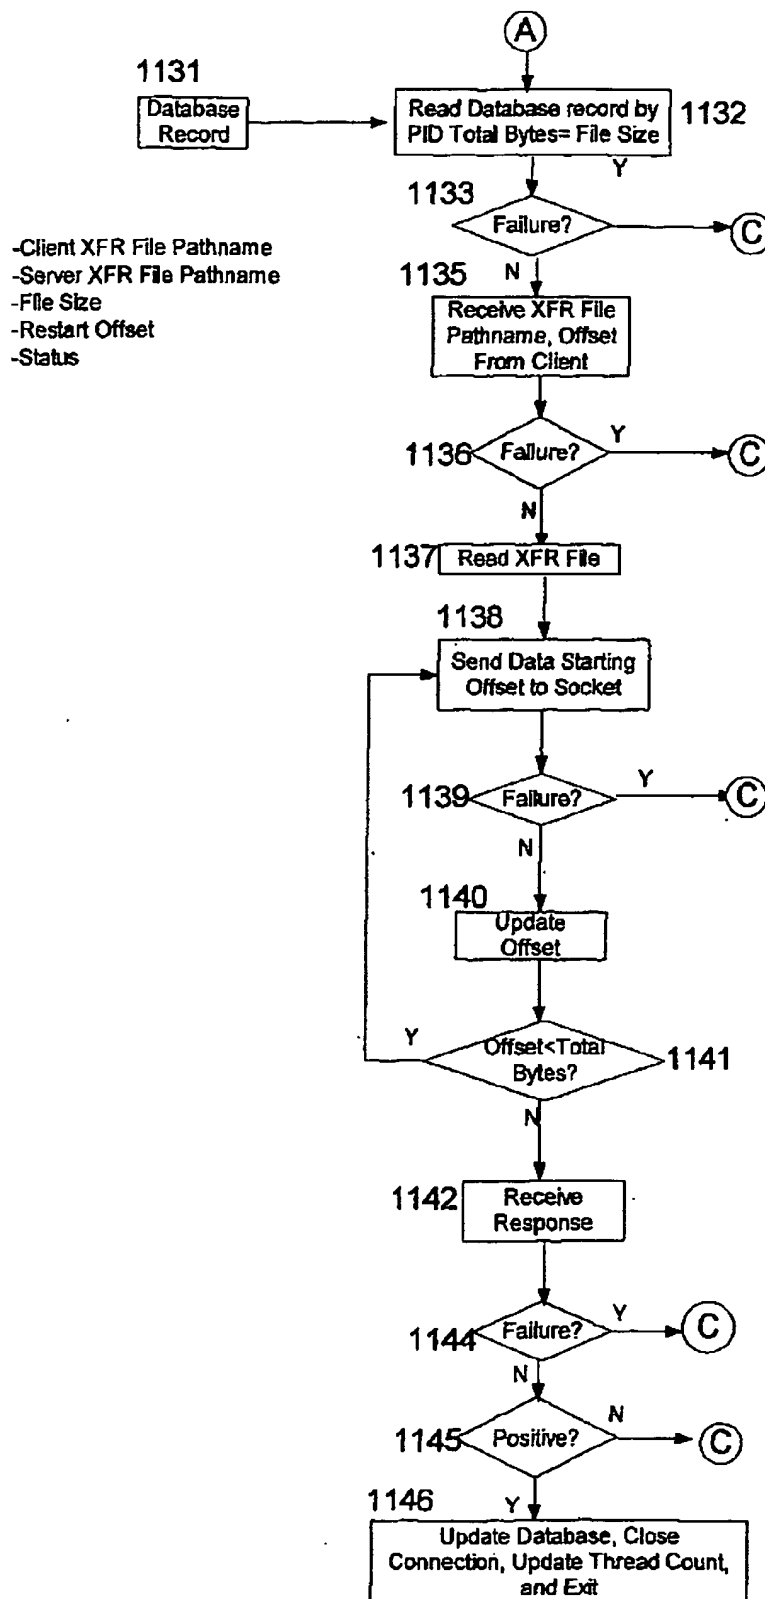 A
1131
Database
Record
Read Database record by
PID Total Bytes= File Size
1132
Y
1133
Failure?
C
-Client XFR File Pathname
-Server XFR File Pathname
-File Size
-Restart Offset
-Status
N
1135
Receive XFR File
Pathname, Offset
From Client
1136
Failure?
Y
C
N
1137
Read XFR File
1138
Send Data Starting
Offset to Socket
1139
Failure?
Y
C
N
1140
Update
Offset
Y
Offset<Total
Bytes?
1141
N
1142
Receive
Response
1144
Failure?
Y
C
N
1145
Positive?
N
C
1146
Y
Update Database, Close
Connection, Update Thread Count,
and Exit